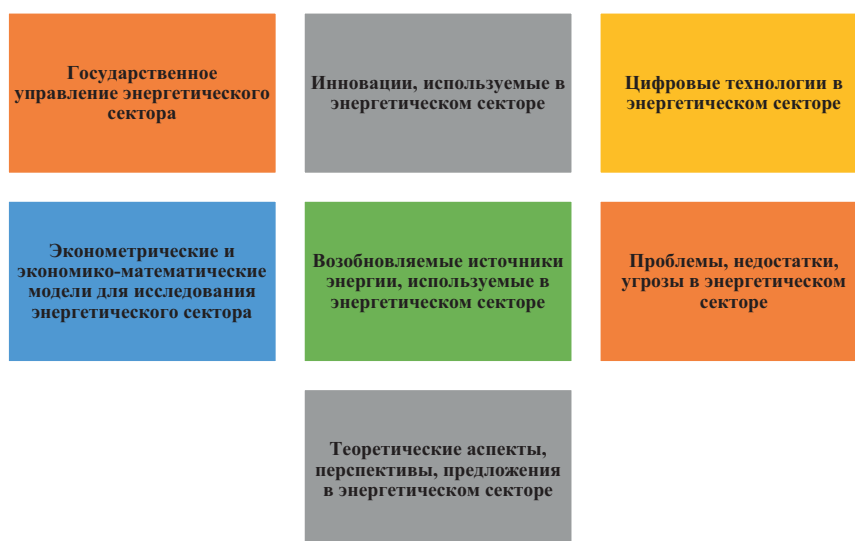 Государственное
управление энергетического
сектора
Инновации, используемые в
энергетическом секторе
Цифровые технологии в
энергетическом секторе
Эконометрические и
экономико-математические
модели для исследования
энергетического сектора
Возобновляемые источники
энергии, используемые в
энергетическом секторе
Проблемы, недостатки,
угрозы в энергетическом
секторе
Теоретические аспекты,
перспективы, предложения
в энергетическом секторе